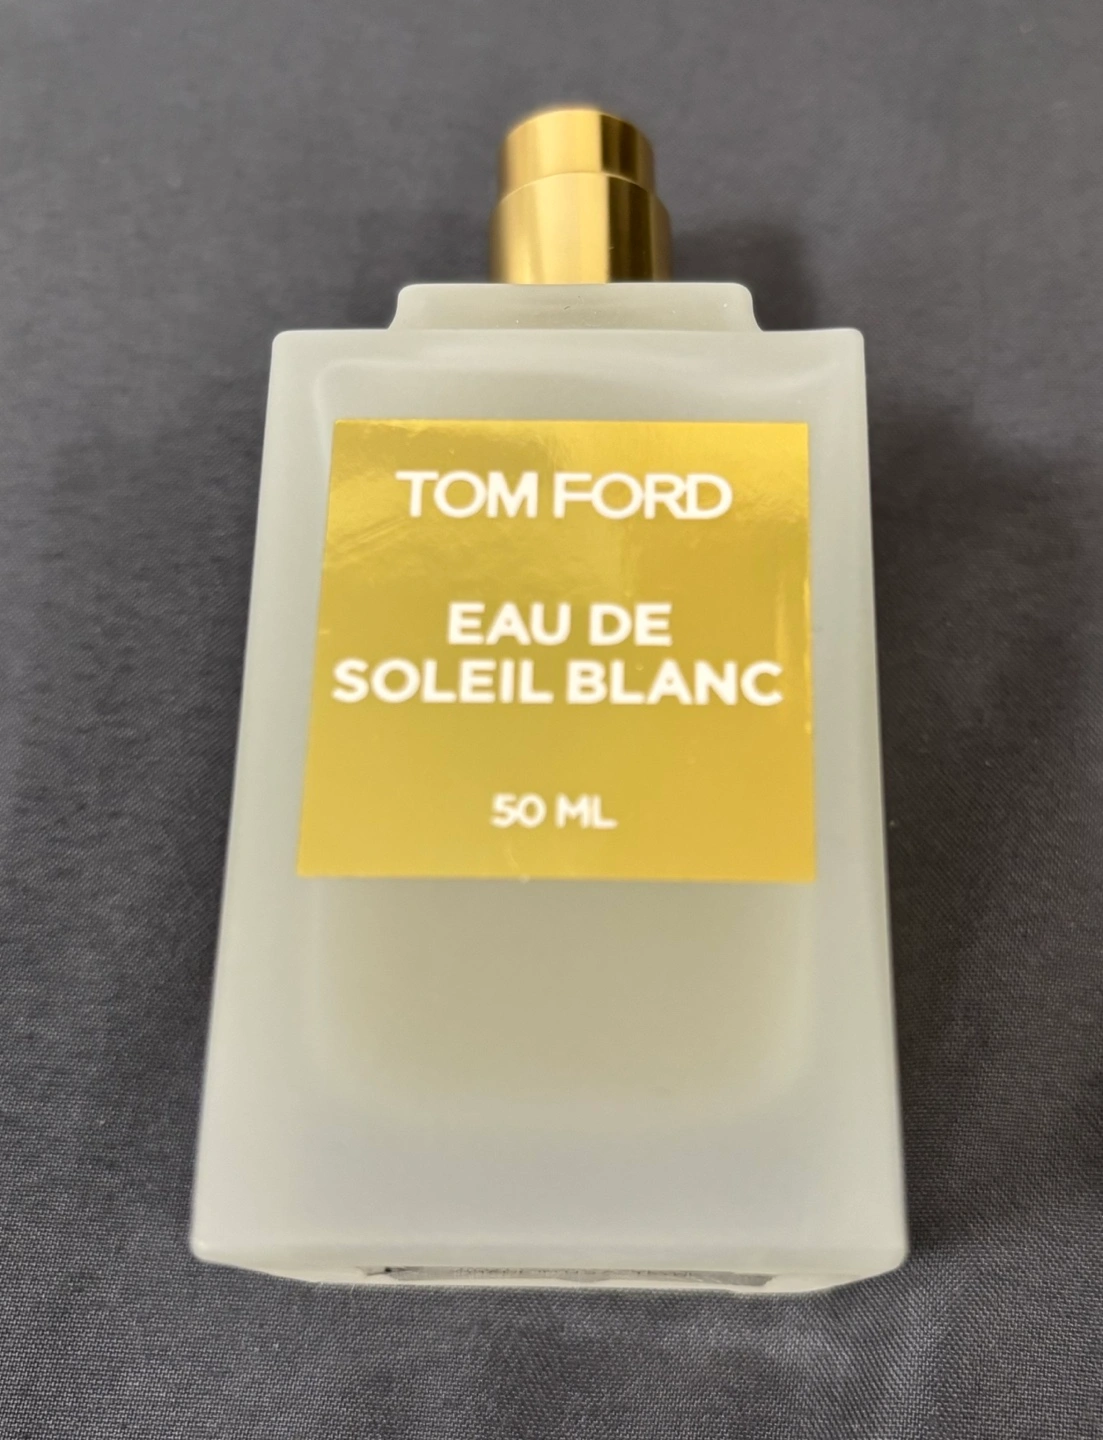 TOM FORD
EAU DE
SOLEIL BLANC
50 ML